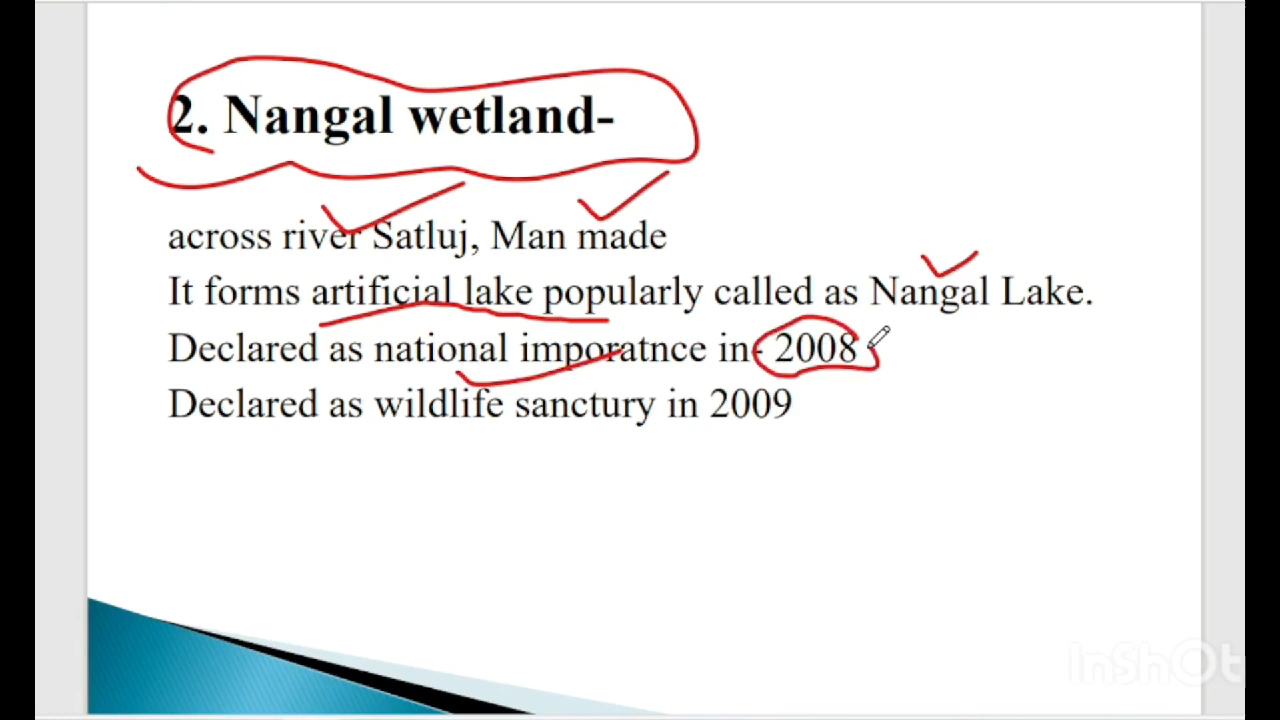 2. Nangal wetland-
across river Satluj, Man made
It forms artificial lake popularly called as Nangal Lake.
Declared as national imporatnce in- 2008
Declared as wildlife sanctury in 2009
InShOt